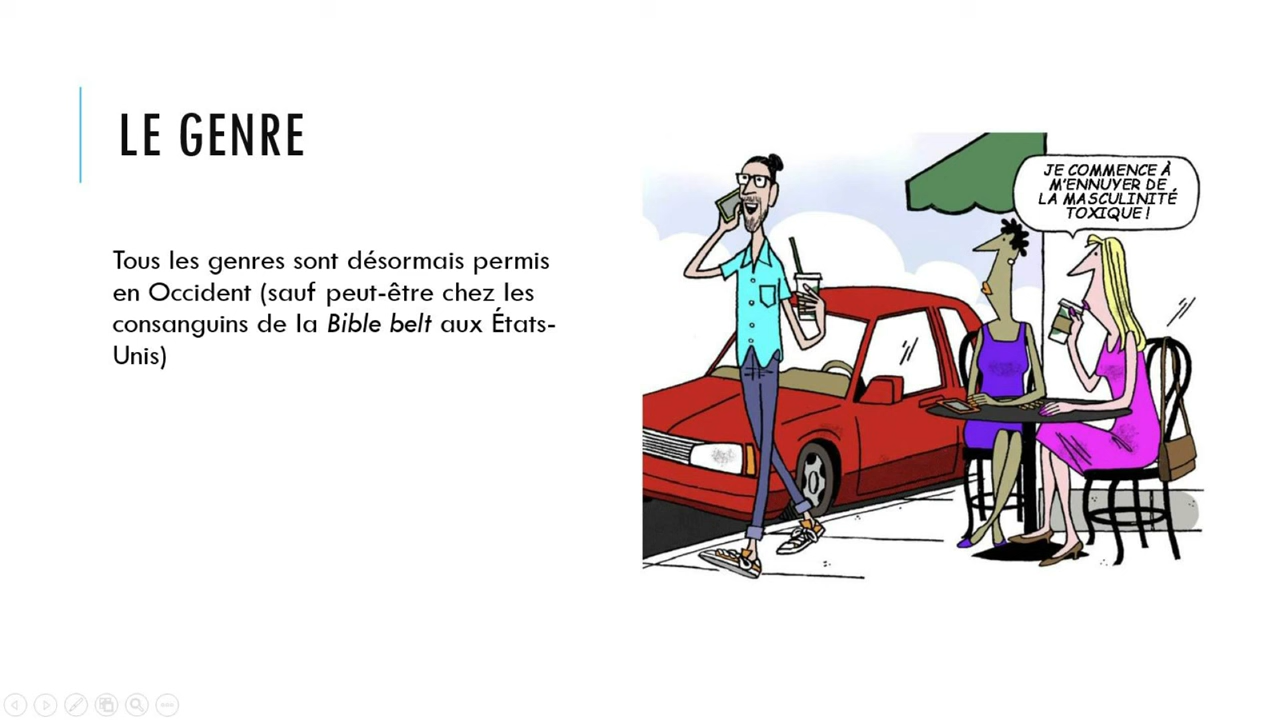 LE GENRE
Tous les genres sont désormais permis
en Occident (sauf peut-être chez les
consanguins de la Bible belt aux États-
Unis)
JE COMMENCE À
M'ENNUYER DE
LA MASCULINITÉ
TOXIQUE !